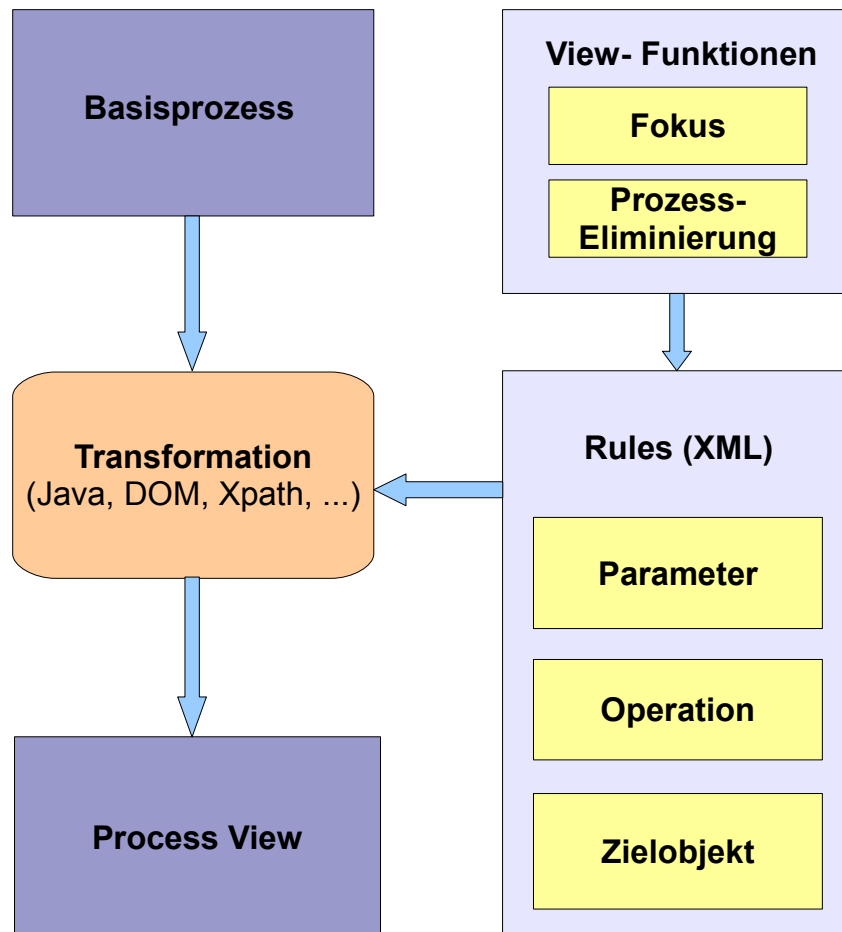 Basisprozess
View- Funktionen
Fokus
Prozess-
Eliminierung
Transformation
(Java, DOM, Xpath, ...)
Rules (XML)
Parameter
Operation
Zielobjekt
Process View